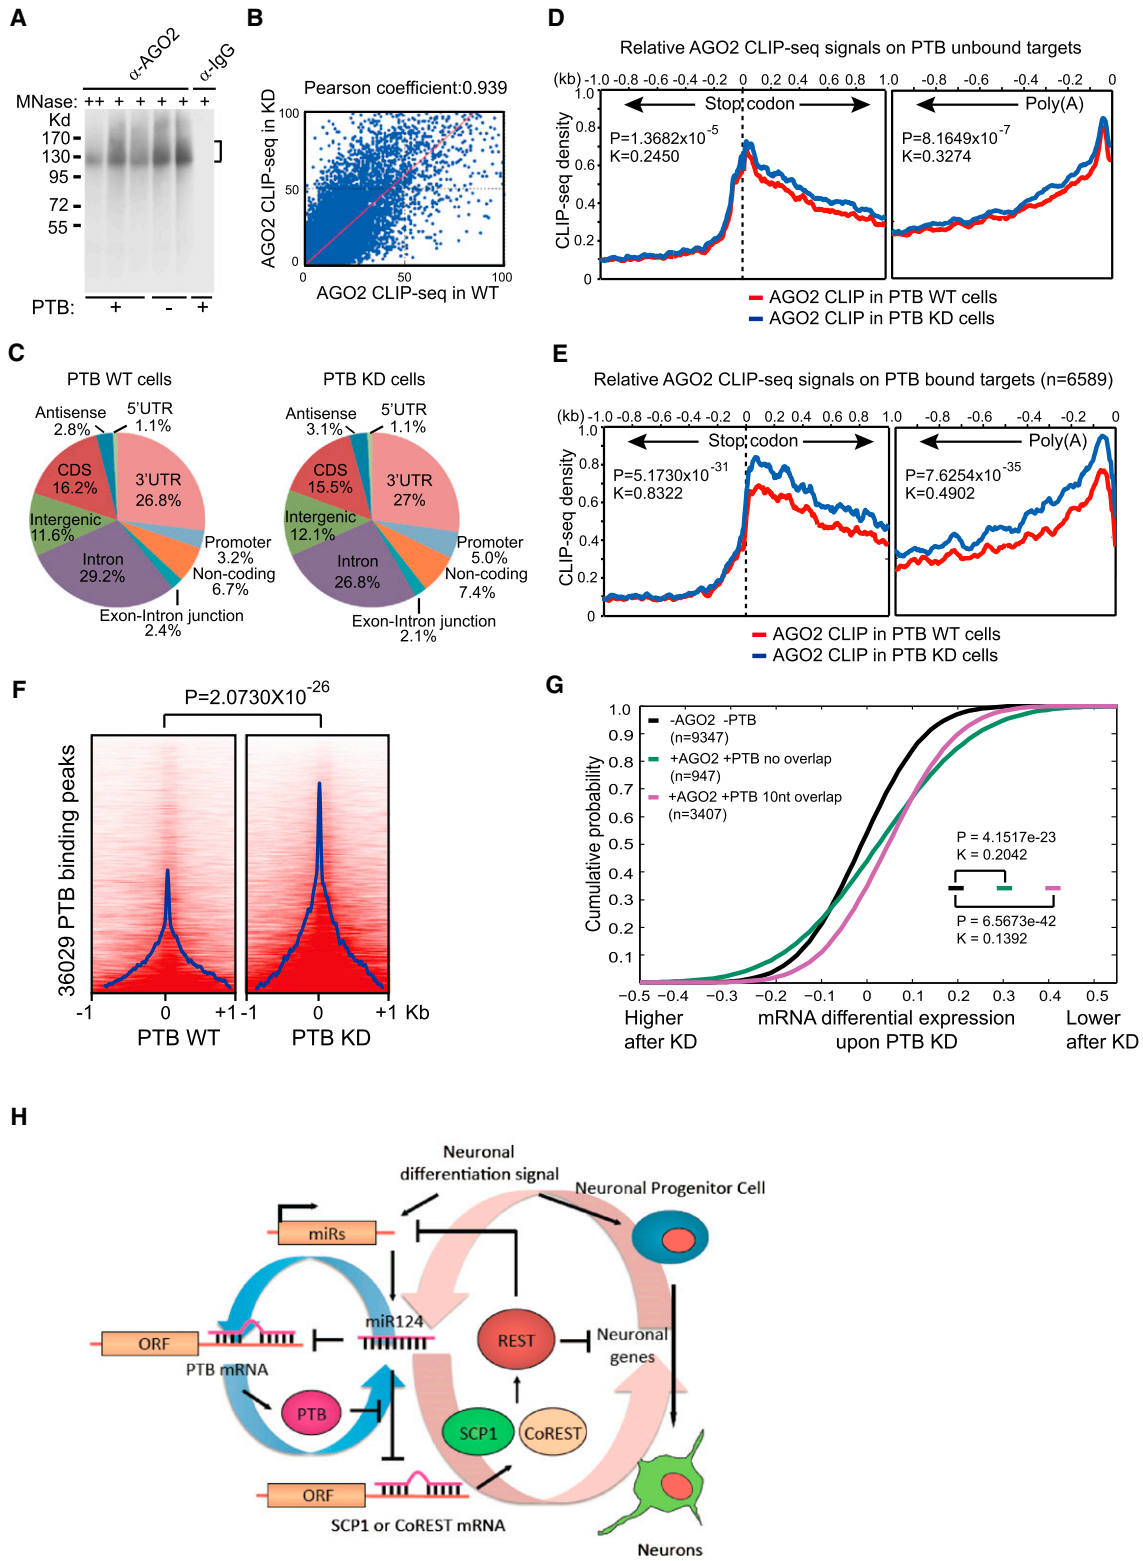 A
α-AGO2
α-IgG
MNase: ++ + + + + +
Kd
170
130
95
72
55
PTB: + - +
B
Pearson coefficient:0.939
AGO2 CLIP-seq in KD
100
50
0
0 50 100
AGO2 CLIP-seq in WT
C
PTB WT cells
Antisense
2.8%
5'UTR
1.1%
CDS
16.2%
3'UTR
26.8%
Intergenic
11.6%
Intron
29.2%
Promoter
3.2%
Non-coding
6.7%
Exon-Intron junction
2.4%
PTB KD cells
Antisense
3.1%
5'UTR
1.1%
CDS
15.5%
3'UTR
27%
Intergenic
12.1%
Intron
26.8%
Promoter
5.0%
Non-coding
7.4%
Exon-Intron junction
2.1%
D
Relative AGO2 CLIP-seq signals on PTB unbound targets
(kb) -1.0 -0.8 -0.6 -0.4 -0.2 0 0.2 0.4 0.6 0.8 1.0 -0.8 -0.6 -0.4 -0.2 0
Stop codon
Poly(A)
P=1.3682x10-5
K=0.2450
P=8.1649x10-7
K=0.3274
CLIP-seq density
1.0
0.8
0.6
0.4
0.2
0
AGO2 CLIP in PTB WT cells
AGO2 CLIP in PTB KD cells
E
Relative AGO2 CLIP-seq signals on PTB bound targets (n=6589)
(kb) -1.0 -0.8 -0.6 -0.4 -0.2 0 0.2 0.4 0.6 0.8 1.0 -0.8 -0.6 -0.4 -0.2 0
Stop codon
Poly(A)
P=5.1730x10-31
K=0.8322
P=7.6254x10-35
K=0.4902
CLIP-seq density
1.0
0.8
0.6
0.4
0.2
0
AGO2 CLIP in PTB WT cells
AGO2 CLIP in PTB KD cells
F
P=2.0730X10-26
36029 PTB binding peaks
-1 0 +1 -1 0 +1 Kb
PTB WT
PTB KD
G
Cumulative probability
1.0
0.9
0.8
0.7
0.6
0.5
0.4
0.3
0.2
0.1
-AGO2 -PTB
(n=9347)
+AGO2 +PTB no overlap
(n=947)
+AGO2 +PTB 10nt overlap
(n=3407)
P = 4.1517e-23
K = 0.2042
P = 6.5673e-42
K = 0.1392
−0.5 −0.4 −0.3 −0.2 −0.1 0 0.1 0.2 0.3 0.4 0.5
Higher
after KD
mRNA differential expression
upon PTB KD
Lower
after KD
H
Neuronal
differentiation signal
Neuronal Progenitor Cell
miRs
miR124
ORF
PTB mRNA
REST
Neuronal
genes
PTB
SCP1
CoREST
ORF
SCP1 or CoREST mRNA
Neurons